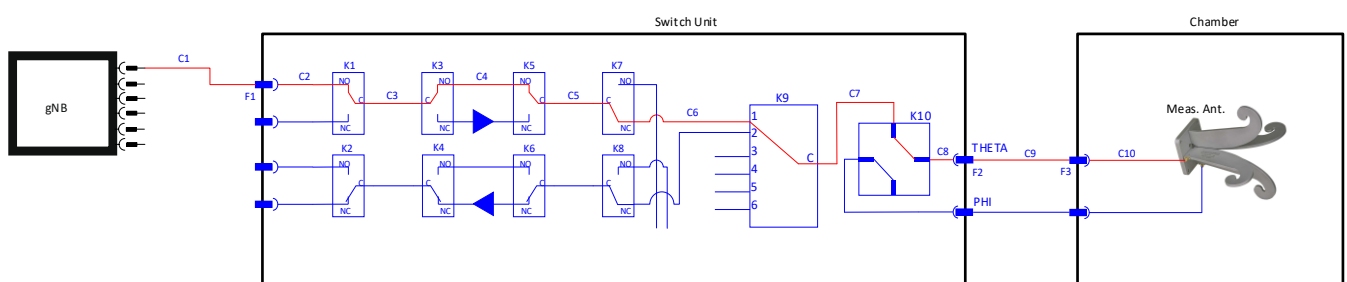 Switch Unit
Chamber
C1
gNB
F1
C2
K1
NO
C
NC
C3
K3
NO
C
NC
C4
K5
NO
C
NC
C5
K7
NO
C
NC
C6
K2
NO
C
NC
K4
NO
C
NC
K6
NO
C
NC
K8
NO
C
NC
K9
1
2
3
4
5
6
C
C7
K10
C8
THETA
F2
PHI
C9
F3
C10
Meas. Ant.